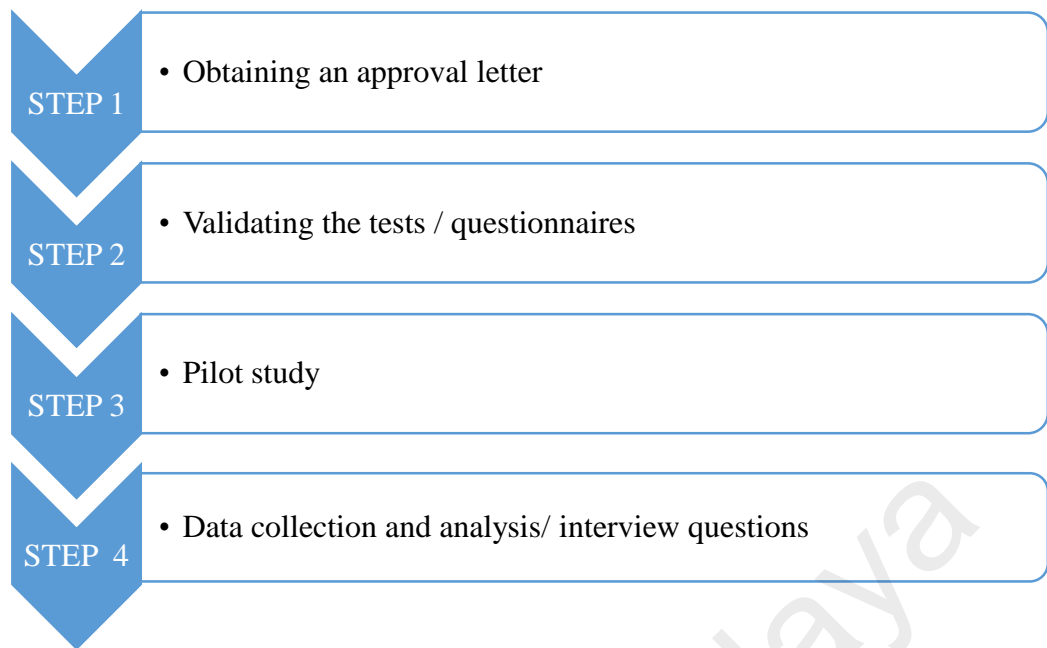 STEP 1
• Obtaining an approval letter
STEP 2
• Validating the tests / questionnaires
STEP 3
• Pilot study
STEP 4
• Data collection and analysis/ interview questions
laya